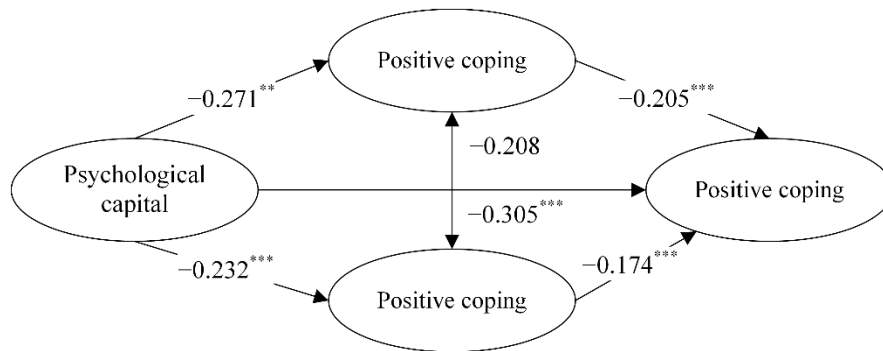 Positive coping
−0.271**
−0.205***
−0.208
Psychological
capital
Positive coping
−0.305***
−0.232***
−0.174***
Positive coping